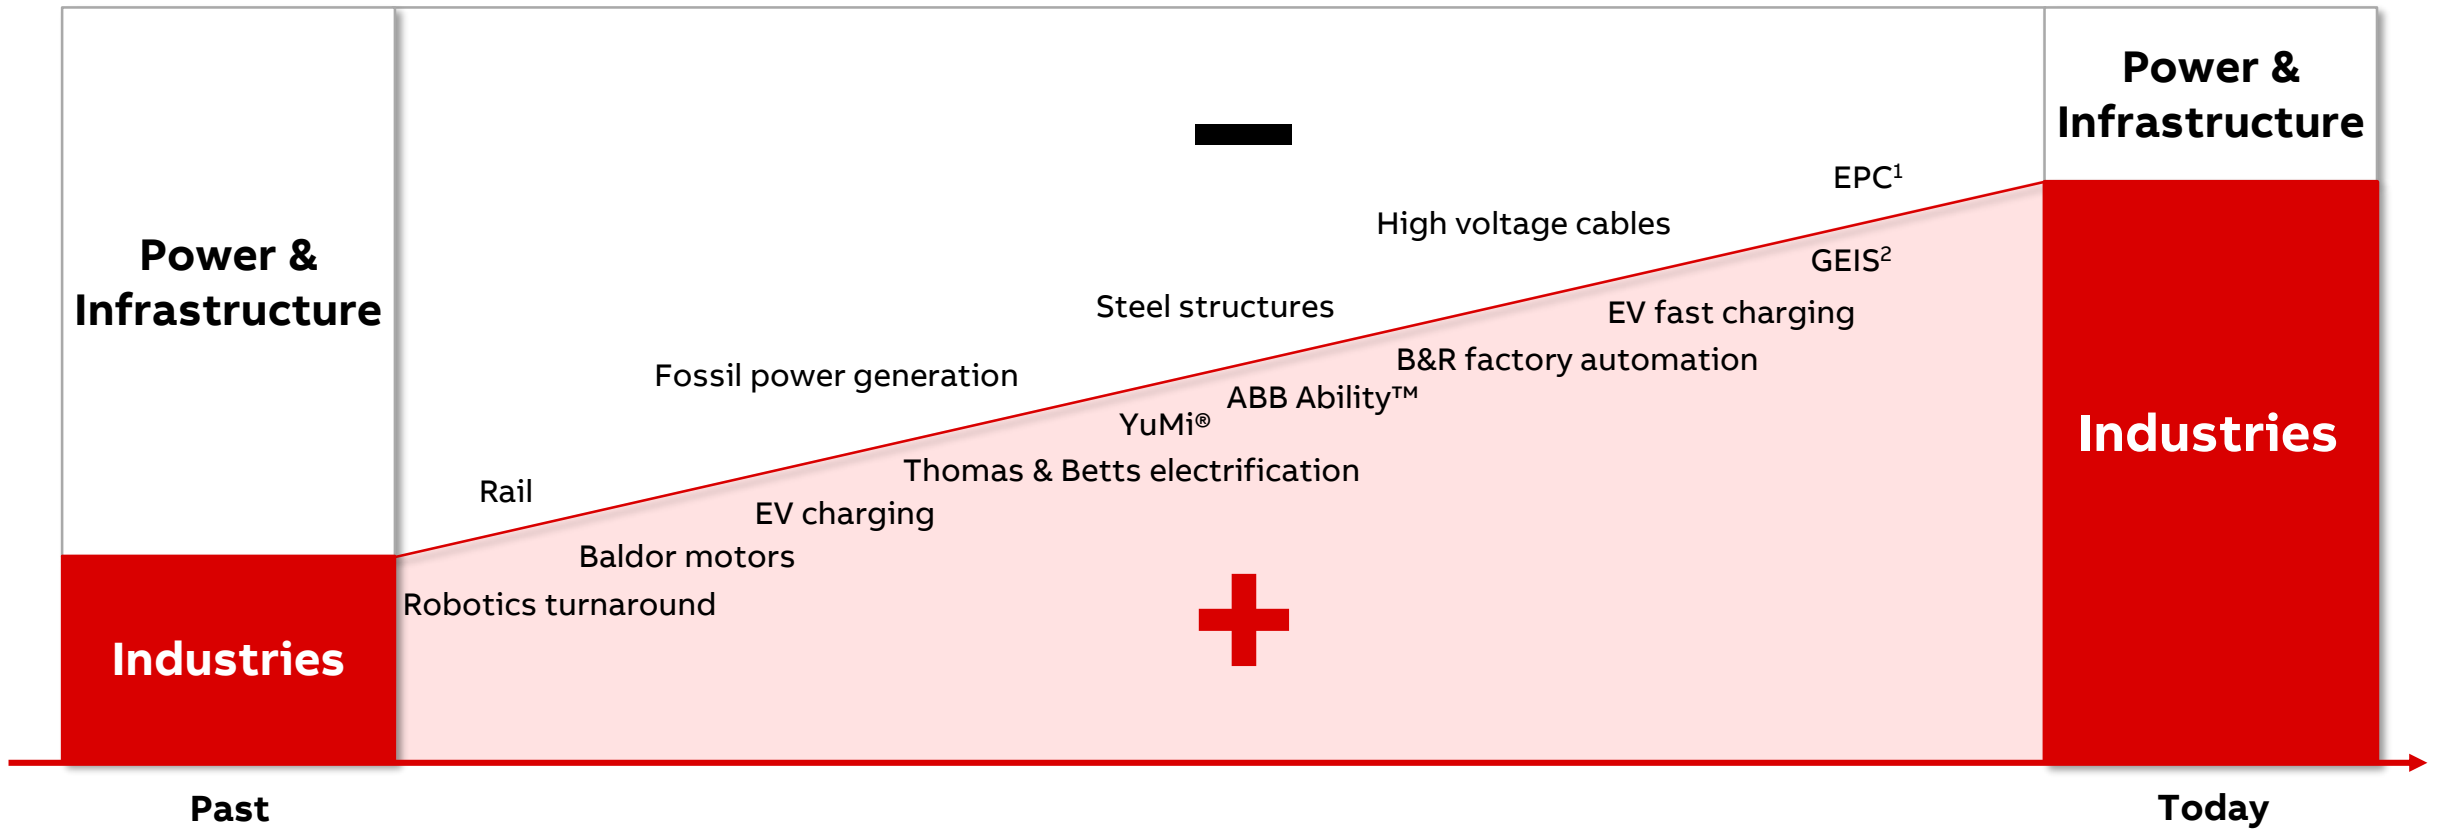 Power &
Infrastructure
Industries
Past
−
EPC¹
High voltage cables
Steel structures
Fossil power generation
Rail
GEIS²
EV fast charging
B&R factory automation
ABB Ability™
YuMi®
Thomas & Betts electrification
EV charging
Baldor motors
Robotics turnaround
+
Power &
Infrastructure
Industries
Today